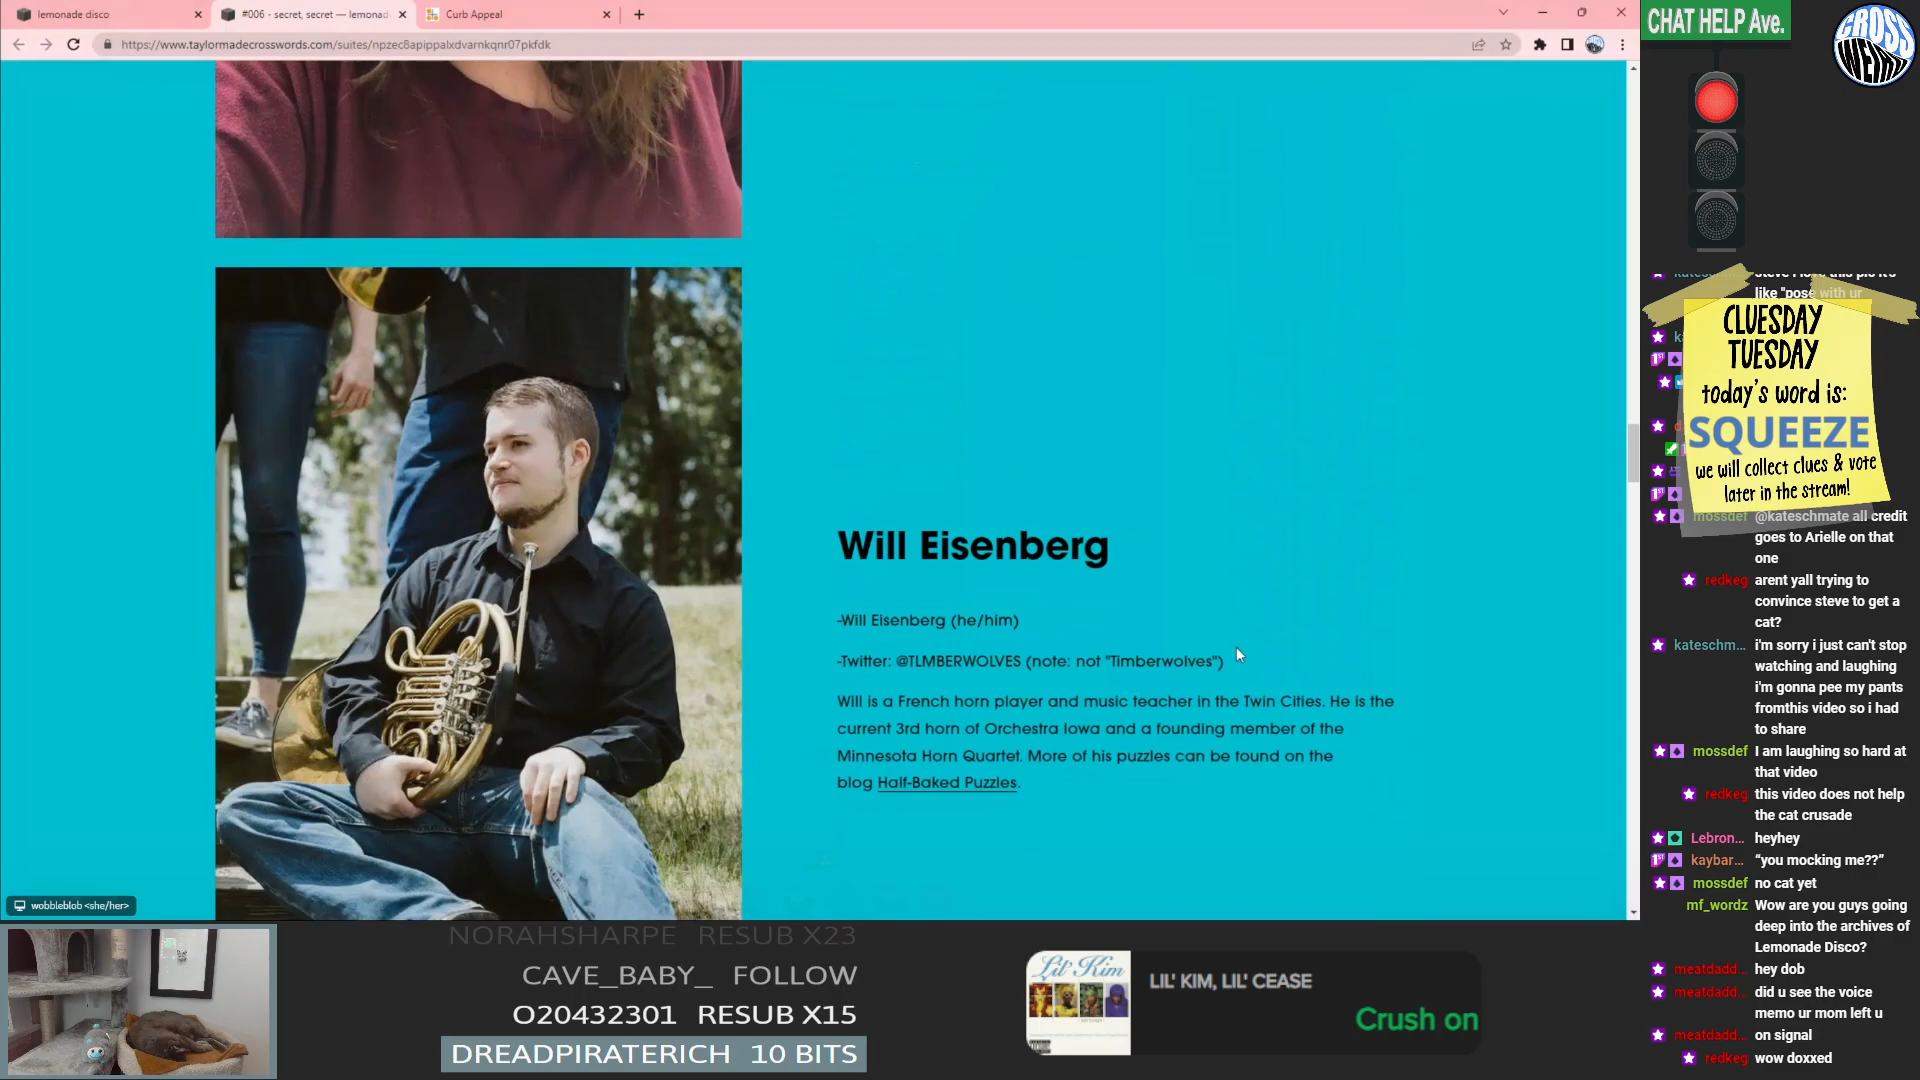 lemonade disco
#006 - secret, secret — lemonad
Curb Appeal
https://www.taylormadecrosswords.com/suites/npzec8apippalxdvarnkqnr07pkfdk
CHAT HELP Ave.
CROSS
WEIRD
Will Eisenberg
-Will Eisenberg (he/him)
-Twitter: @TLMBERWOLVES (note: not "Timberwolves")
Will is a French horn player and music teacher in the Twin Cities. He is the
current 3rd horn of Orchestra Iowa and a founding member of the
Minnesota Horn Quartet. More of his puzzles can be found on the
blog Half-Baked Puzzles.
wobbleblob <she/her>
like "pose with ur
CLUESDAY
TUESDAY
today's word is:
SQUEEZE
we will collect clues & vote
later in the stream!
mossdef @kateschmate all credit
goes to Arielle on that
one
redkeg arent yall trying to
convince steve to get a
cat?
kateschm... i'm sorry i just can't stop
watching and laughing
i'm gonna pee my pants
fromthis video so i had
to share
mossdef I am laughing so hard at
that video
redkeg this video does not help
the cat crusade
Lebron... heyhey
kaybar... “you mocking me??”
mossdef no cat yet
mf_wordz Wow are you guys going
deep into the archives of
Lemonade Disco?
meatdadd... hey dob
meatdadd... did u see the voice
memo ur mom left u
meatdadd... on signal
redkeg wow doxxed
NORAHSHARPE RESUB X23
CAVE_BABY_ FOLLOW
O20432301 RESUB X15
DREADPIRATERICH 10 BITS
Lil' Kim
LIL' KIM, LIL' CEASE
Crush on